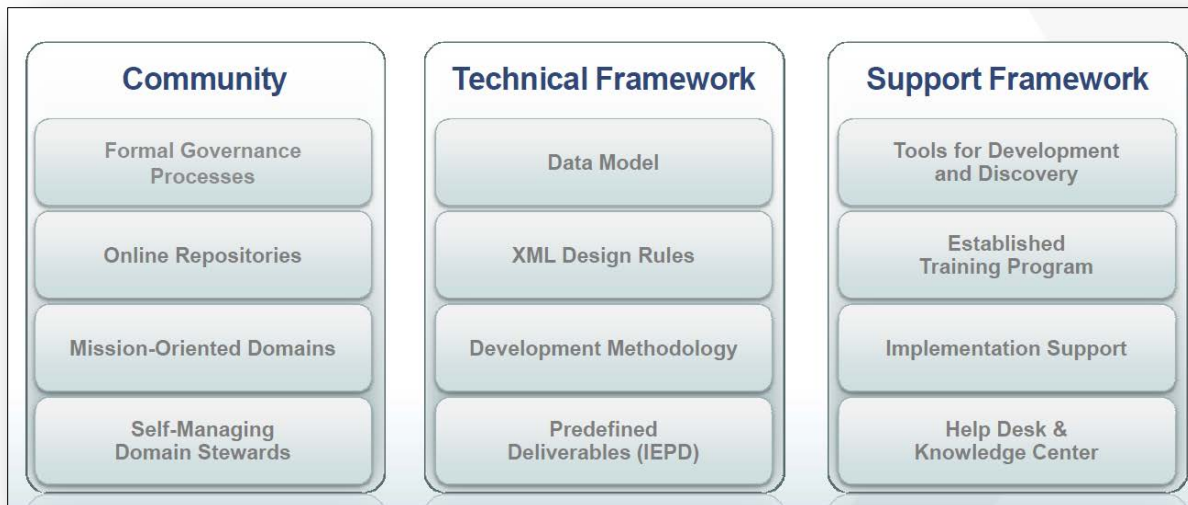 Community
Formal Governance
Processes
Online Repositories
Mission-Oriented Domains
Self-Managing
Domain Stewards
Technical Framework
Data Model
XML Design Rules
Development Methodology
Predefined
Deliverables (IEPD)
Support Framework
Tools for Development
and Discovery
Established
Training Program
Implementation Support
Help Desk &
Knowledge Center